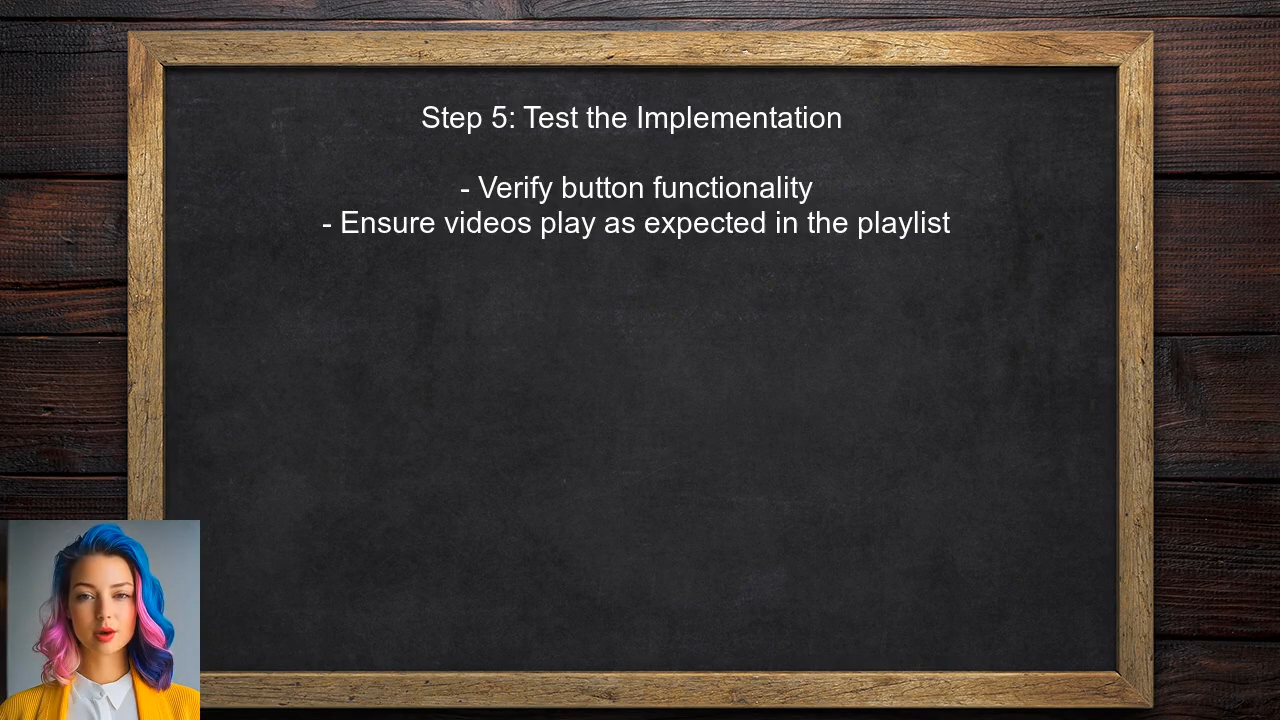 Step 5: Test the Implementation
- Verify button functionality
- Ensure videos play as expected in the playlist